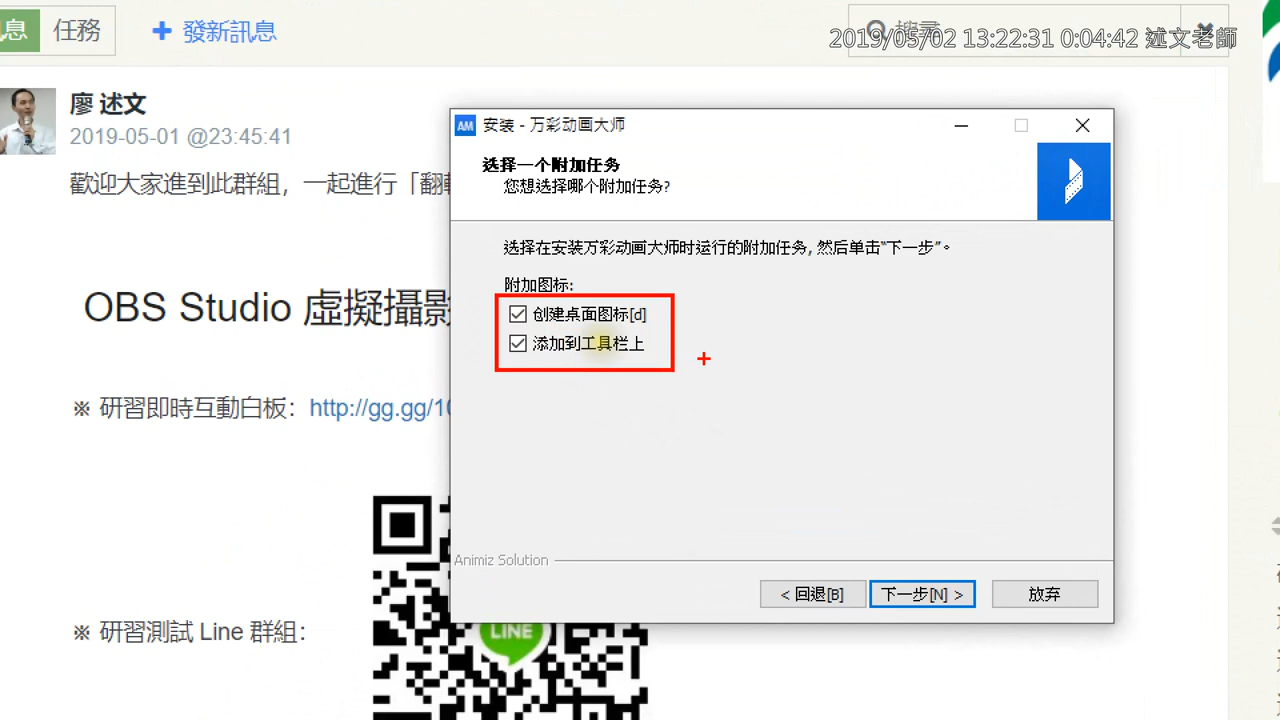 息 任務 + 發新訊息
搜尋
2019/05/02 13:22:31 0:04:42 述文老師
廖 述文
2019-05-01 @23:45:41
歡迎大家進到此群組，一起進行「翻
OBS Studio 虛擬攝影
※ 研習即時互動白板： http://gg.gg/10
※ 研習測試 Line 群組：
LINE
AM 安装 - 万彩动画大师
选择一个附加任务
您想选择哪个附加任务?
选择在安装万彩动画大师时运行的附加任务, 然后单击“下一步”。
附加图标:
创建桌面图标[d]
添加到工具栏上
Animiz Solution
< 回退[B] 下一步[N] > 放弃